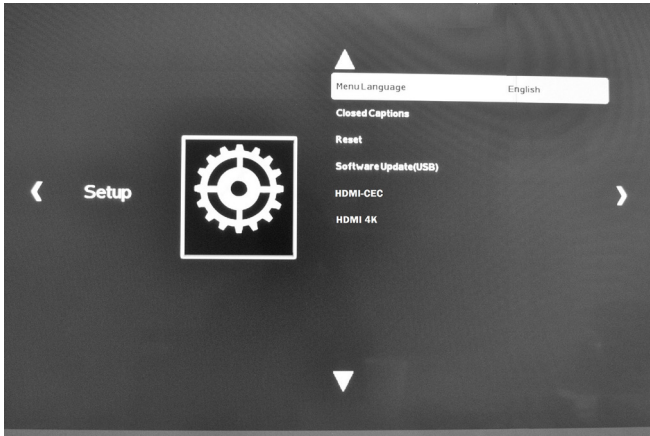 Menu Language English
Closed Captions
Reset
Software Update(USB)
Setup
HDMI-CEC
HDMI 4K